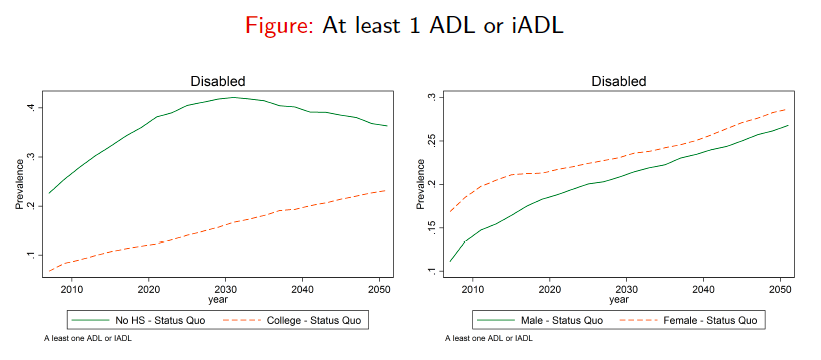 Figure: At least 1 ADL or iADL
Disabled
Prevalence
.1 .2 .3 .4
2010 2020 2030 2040 2050
year
No HS - Status Quo College - Status Quo
A least one ADL or IADL
Disabled
Prevalence
.1 .15 .2 .25 .3
2010 2020 2030 2040 2050
year
Male - Status Quo Female - Status Quo
A least one ADL or IADL